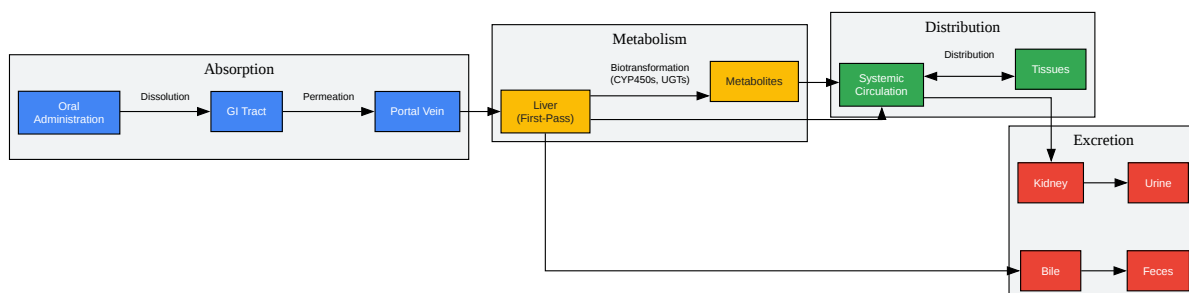 Absorption
Oral
Administration
Dissolution
GI Tract
Permeation
Portal Vein
Metabolism
Liver
(First-Pass)
Biotransformation
(CYP450s, UGTs)
Metabolites
Distribution
Systemic
Circulation
Distribution
Tissues
Excretion
Kidney
Urine
Bile
Feces